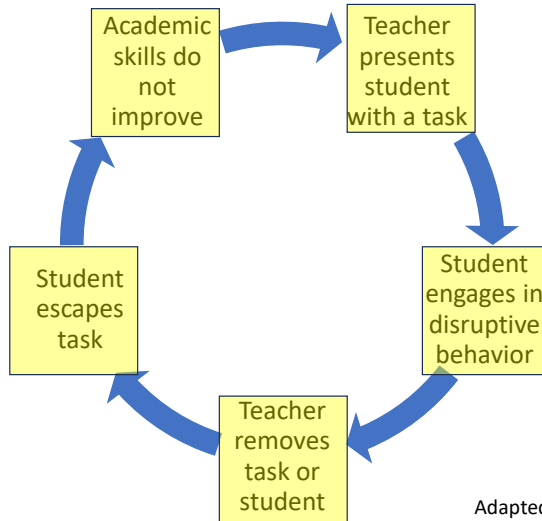 Academic
skills do
not
improve
Teacher
presents
student
with a task
Student
engages in
disruptive
behavior
Teacher
removes
task or
student
Student
escapes
task
Adapted